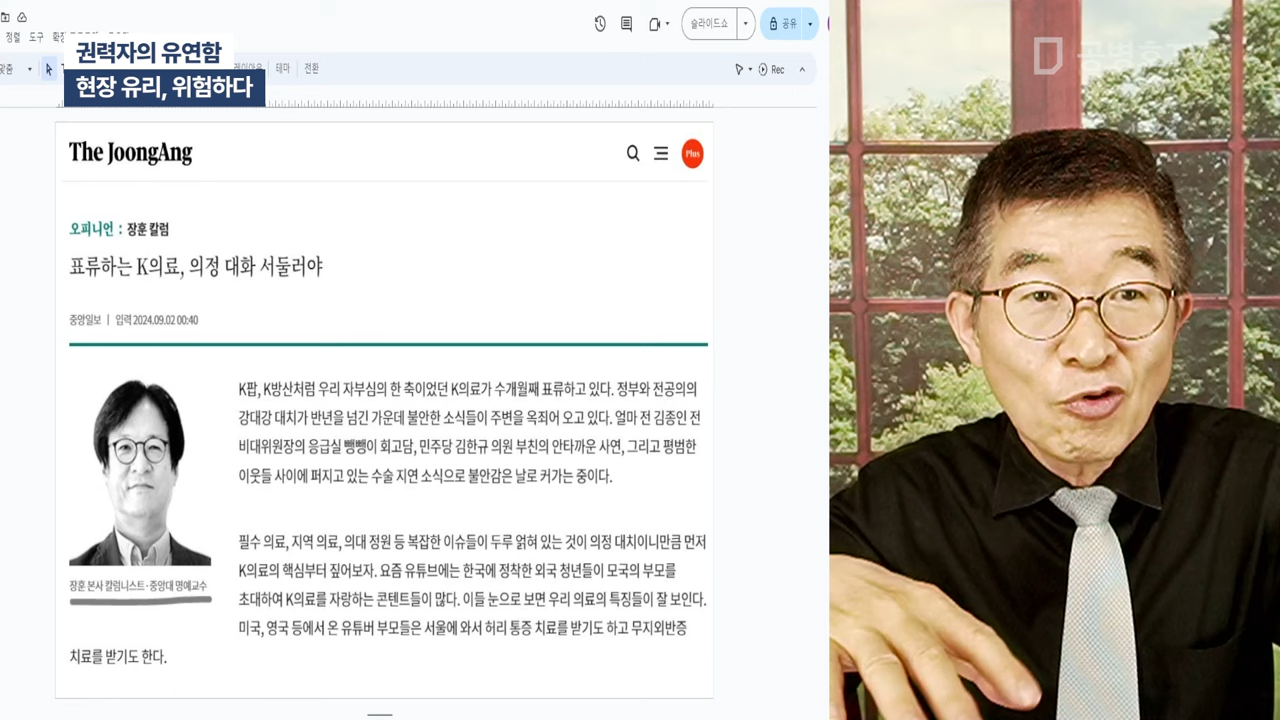 정렬 도구
슬라이드쇼
공유
권력자의 유연함
현장 유리, 위험하다
맞춤
테마
전환
Rec
공병호TV
The JoongAng
Plus
오피니언 : 장훈 칼럼
표류하는 K의료, 의정 대화 서둘러야
중앙일보 | 입력 2024.09.02 00:40
K팝, K방산처럼 우리 자부심의 한 축이었던 K의료가 수개월째 표류하고 있다. 정부와 전공의의
강대강 대치가 반년을 넘긴 가운데 불안한 소식들이 주변을 옥죄어 오고 있다. 얼마 전 김종인 전
비대위원장의 응급실 뺑뺑이 회고담, 민주당 김한규 의원 부친의 안타까운 사연, 그리고 평범한
이웃들 사이에 퍼지고 있는 수술 지연 소식으로 불안감은 날로 커가는 중이다.
필수 의료, 지역 의료, 의대 정원 등 복잡한 이슈들이 두루 얽혀 있는 것이 의정 대치이니만큼 먼저
K의료의 핵심부터 짚어보자. 요즘 유튜브에는 한국에 정착한 외국 청년들이 모국의 부모를
초대하여 K의료를 자랑하는 콘텐트들이 많다. 이들 눈으로 보면 우리 의료의 특징들이 잘 보인다.
미국, 영국 등에서 온 유튜버 부모들은 서울에 와서 허리 통증 치료를 받기도 하고 무지외반증
치료를 받기도 한다.
장훈 본사 칼럼니스트·중앙대 명예교수